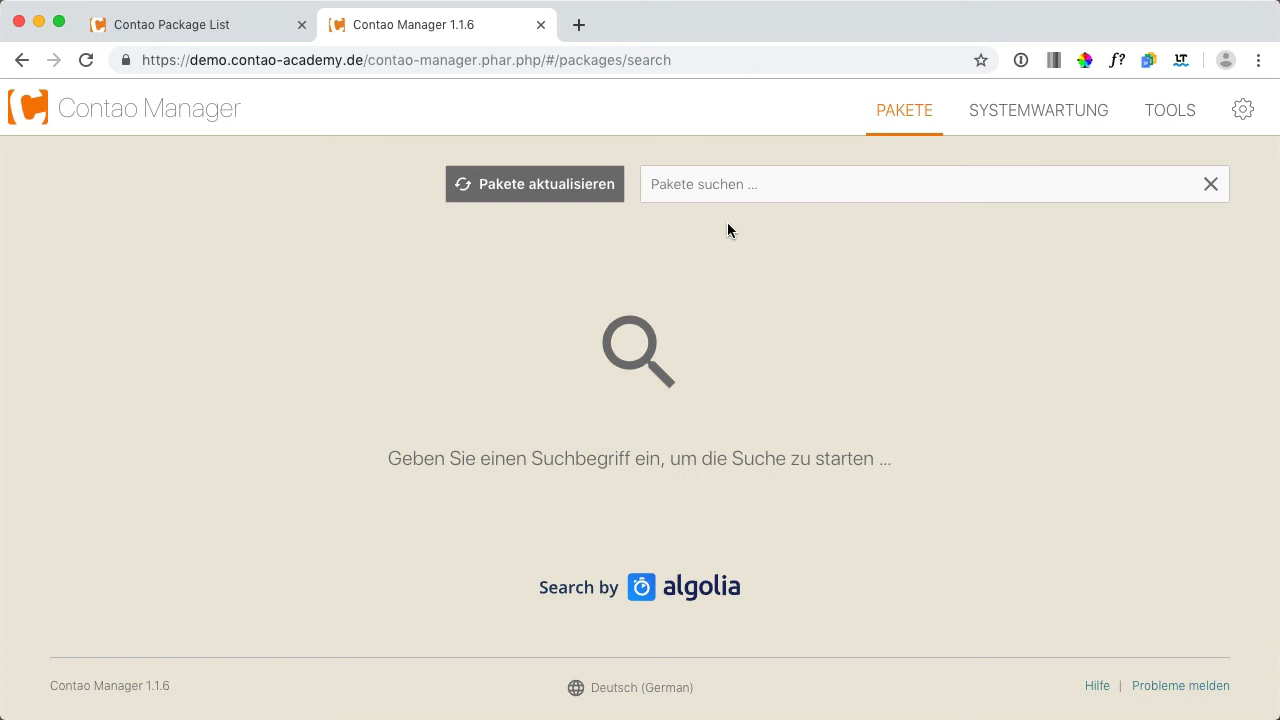 Contao Package List
Contao Manager 1.1.6
https://demo.contao-academy.de/contao-manager.phar.php/#/packages/search
f?
LT
Contao Manager
PAKETE
SYSTEMWARTUNG
TOOLS
Pakete aktualisieren
Pakete suchen ...
Geben Sie einen Suchbegriff ein, um die Suche zu starten ...
Search by algolia
Contao Manager 1.1.6
Deutsch (German)
Hilfe | Probleme melden